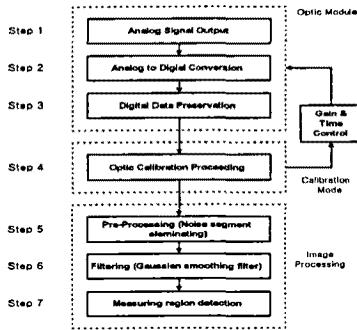 Optic Module
Step 1
Analog Signal Output
Step 2
Analog to Digial Conversion
Step 3
Digital Data Preservation
Gain &
Time
Control
Step 4
Optic Calibration Proceeding
Calibration
Mode
Step 5
Pre-Processing (Noise segment
eleminating)
Step 6
Filtering (Gaussian smoothing filter)
Image
Processing
Step 7
Measuring region detection